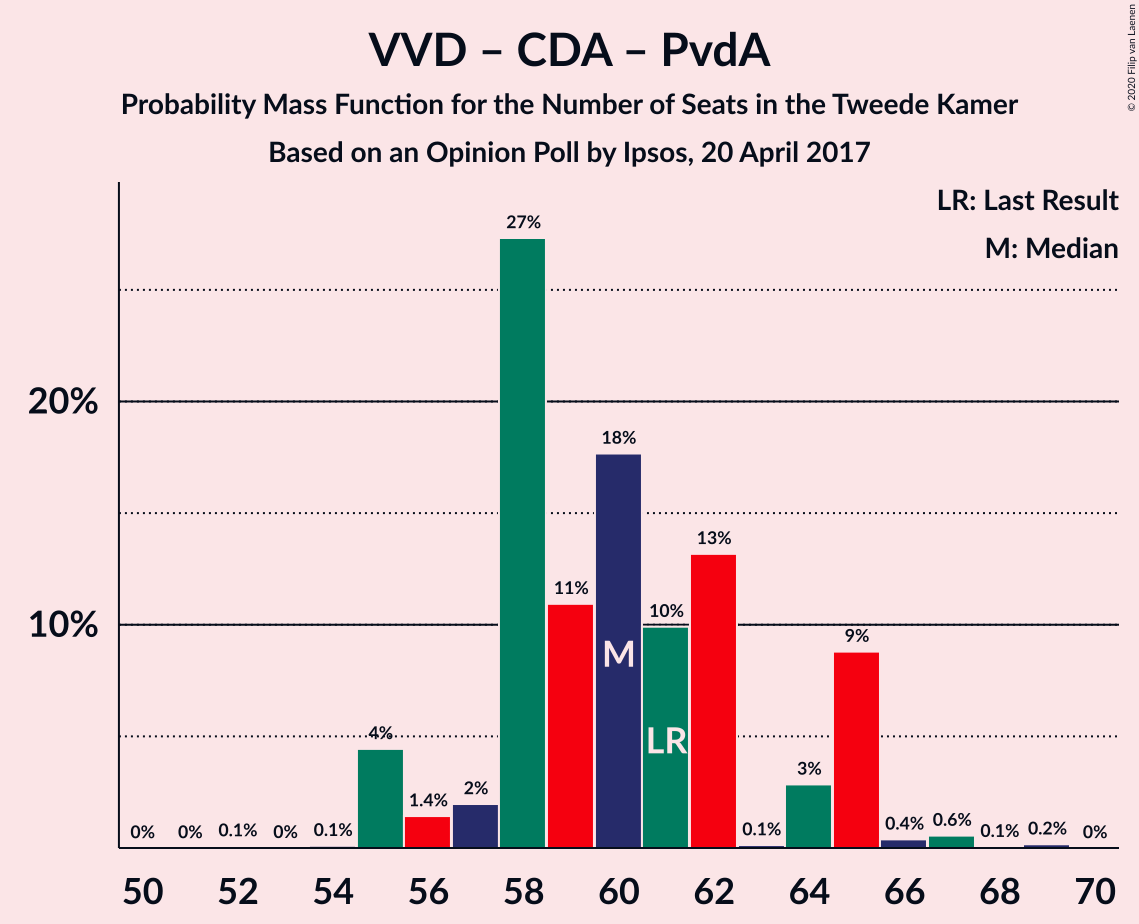 VVD – CDA – PvdA
Probability Mass Function for the Number of Seats in the Tweede Kamer
Based on an Opinion Poll by Ipsos, 20 April 2017
© 2020 Filip van Laenen
LR: Last Result
M: Median
20%
10%
0% 0% 0.1% 0% 0.1% 4% 1.4% 2% 27% 11% 18% 10% 13% 0.1% 3% 9% 0.4% 0.6% 0.1% 0.2% 0%
M
LR
50 52 54 56 58 60 62 64 66 68 70